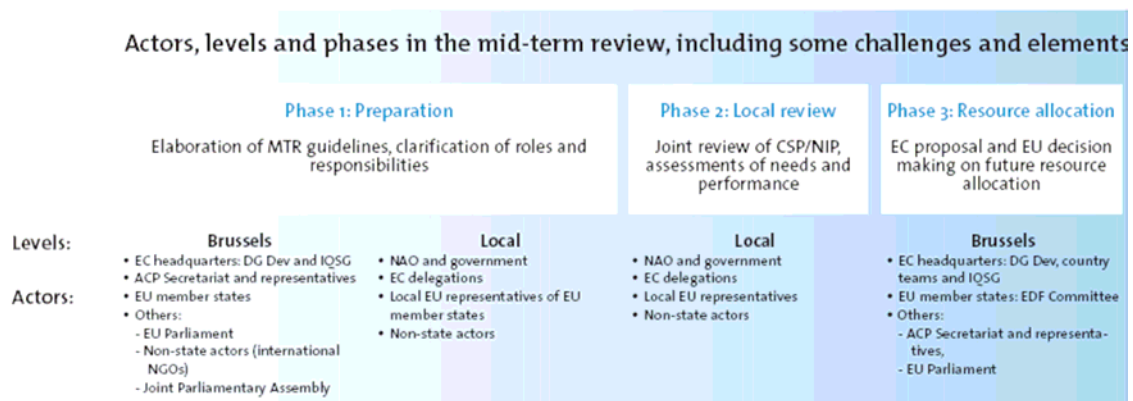 Actors, levels and phases in the mid-term review, including some challenges and elements
Phase 1: Preparation
Elaboration of MTR guidelines, clarification of roles and
responsibilities
Phase 2: Local review
Joint review of CSP/NIP,
assessments of needs and
performance
Phase 3: Resource allocation
EC proposal and EU decision
making on future resource
allocation
Levels:
Actors:
Brussels
• EC headquarters: DG Dev and IQSG
• ACP Secretariat and representatives
• EU member states
• Others:
- EU Parliament
- Non-state actors (international
NGOs)
- Joint Parliamentary Assembly
Local
• NAO and government
• EC delegations
• Local EU representatives of EU
member states
• Non-state actors
Local
• NAO and government
• EC delegations
• Local EU representatives
• Non-state actors
Brussels
• EC headquarters: DG Dev, country
teams and IQSG
• EU member states: EDF Committee
• Others:
- ACP Secretariat and representa-
tives,
- EU Parliament